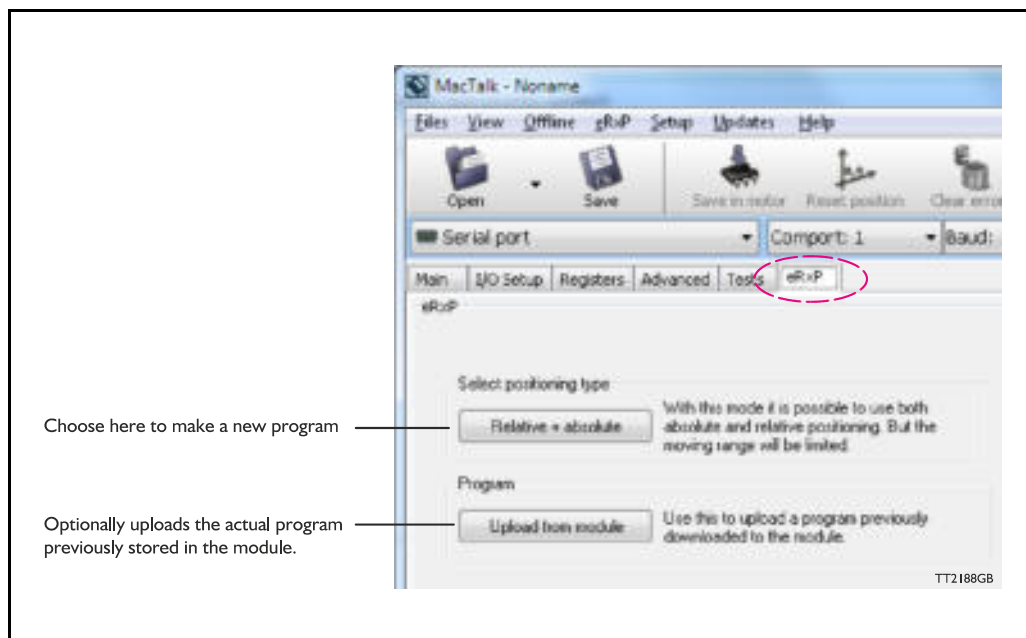 MacTalk - Noname
Files View Offline eRxP Setup Updates Help
Open Save Save in motor Reset position Clear erro
Serial port Comport: 1 Baud:
Main I/O Setup Registers Advanced Tests eRxP
eRxP
Select positioning type
Choose here to make a new program
Relative + absolute
With this mode it is possible to use both
absolute and relative positioning. But the
moving range will be limited.
Program
Optionally uploads the actual program
previously stored in the module.
Upload from module
Use this to upload a program previously
downloaded to the module.
TT2188GB